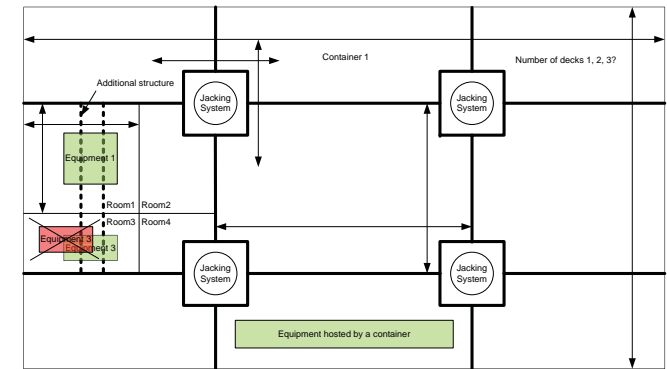 Container 1
Number of decks 1, 2, 3?
Additional structure
Jacking
System
Jacking
System
Equipment 1
Room1
Room2
Room3
Room4
Equipment 3
Equipment 3
Jacking
System
Jacking
System
Equipment hosted by a container